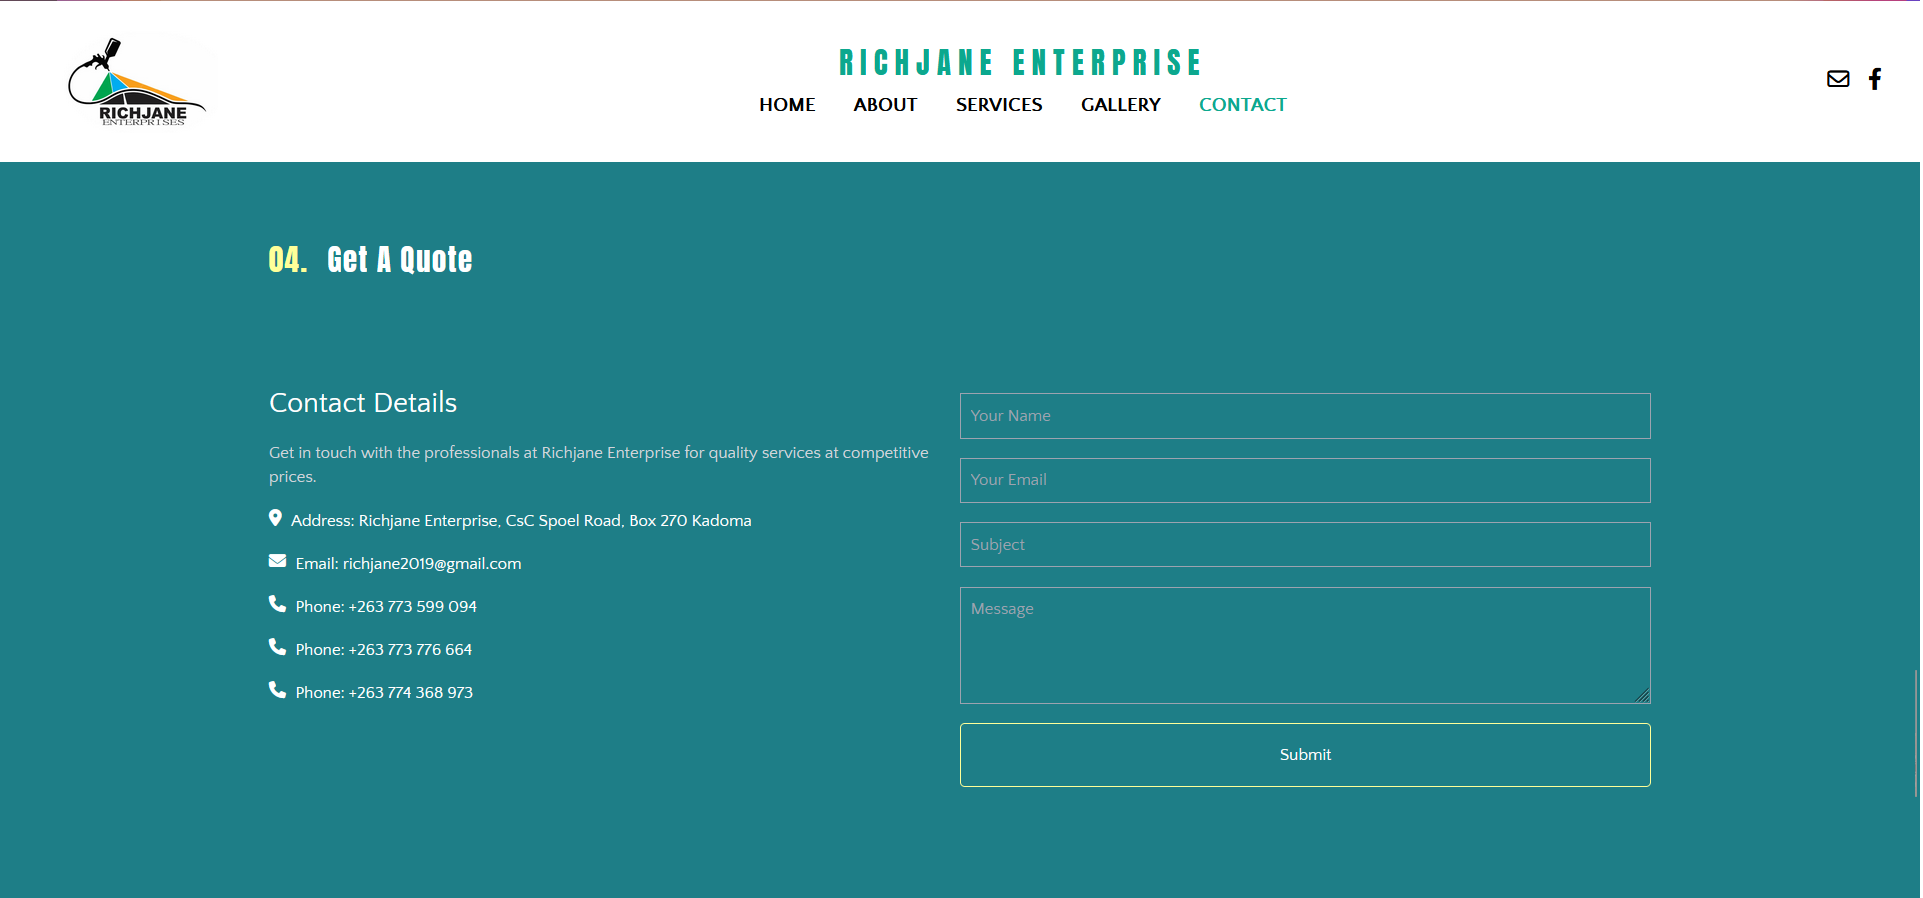 RICHJANE
ENTERPRISES
RICHJANE ENTERPRISE
HOME ABOUT SERVICES GALLERY CONTACT
04. Get A Quote
Contact Details
Get in touch with the professionals at Richjane Enterprise for quality services at competitive
prices.
Address: Richjane Enterprise, CsC Spoel Road, Box 270 Kadoma
Email: richjane2019@gmail.com
Phone: +263 773 599 094
Phone: +263 773 776 664
Phone: +263 774 368 973
Your Name
Your Email
Subject
Message
Submit